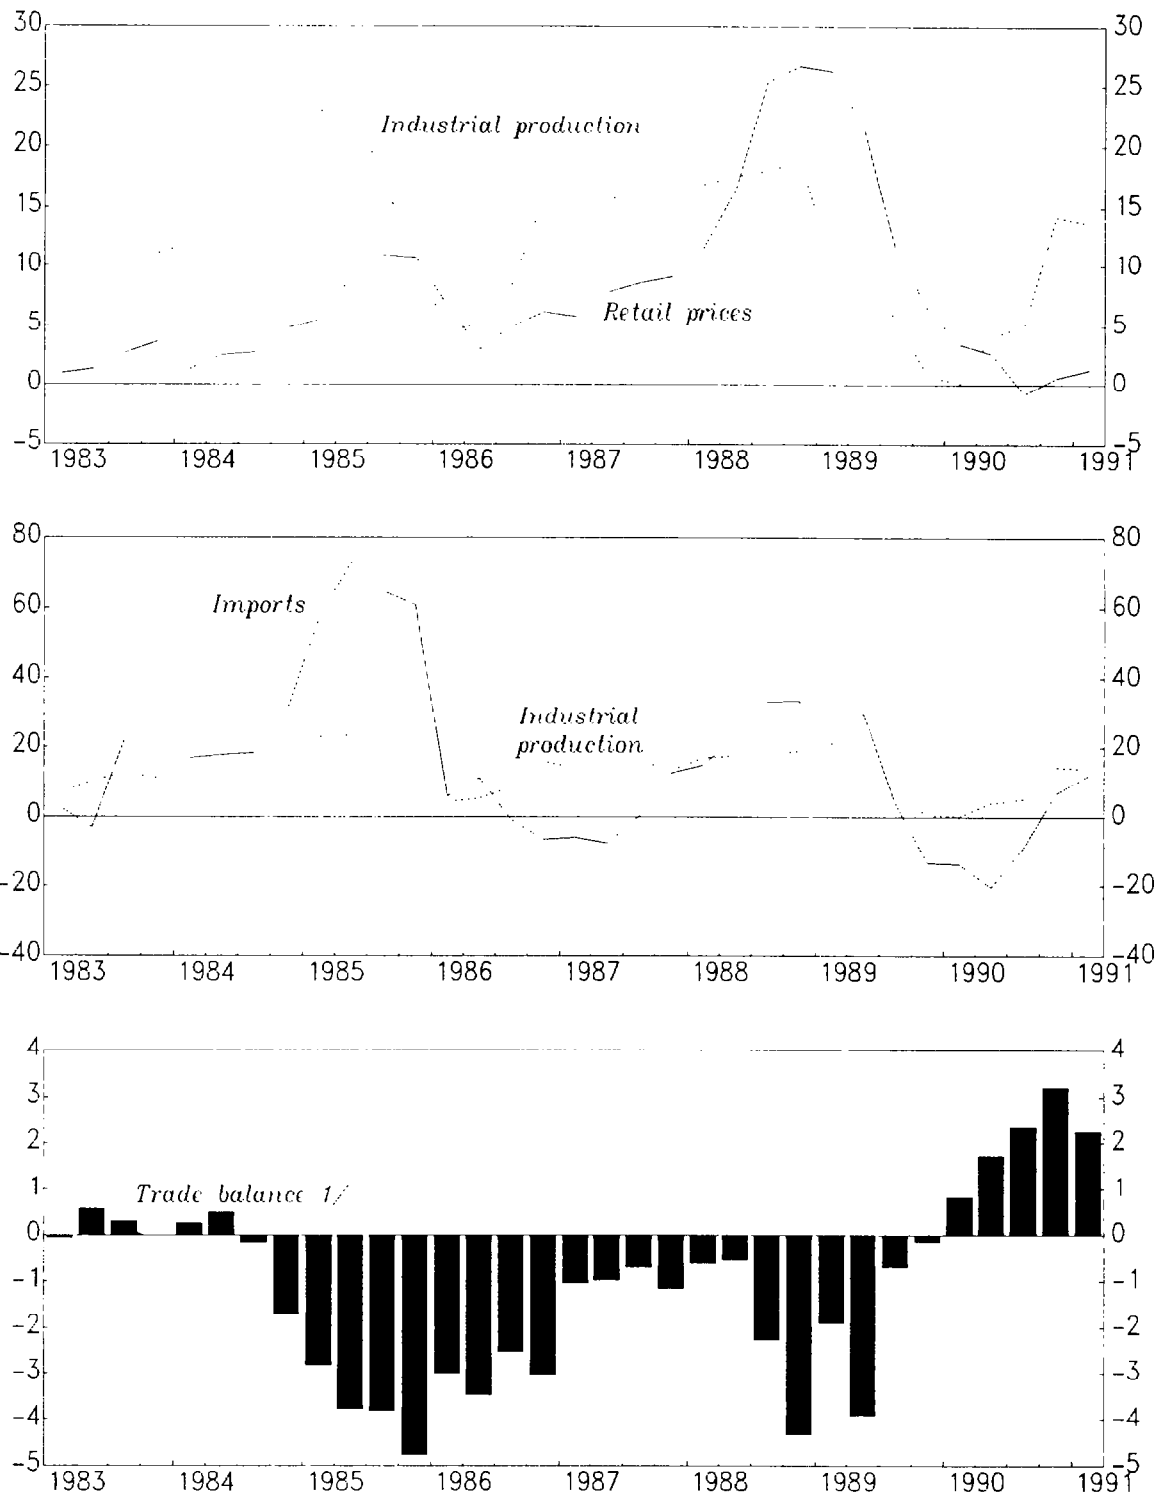 30 30
25 25
Industrial production
20 20
15 15
10 10
Retail prices
5 5
0 0
-5 -5
1983 1984 1985 1986 1987 1988 1989 1990 1991
80 80
Imports
60 60
40 40
Industrial
production
20 20
0 0
-20 -20
-40 -40
1983 1984 1985 1986 1987 1988 1989 1990 1991
4 4
3 3
2 2
Trade balance 1/
1 1
0 0
-1 -1
-2 -2
-3 -3
-4 -4
-5 -5
1983 1984 1985 1986 1987 1988 1989 1990 1991